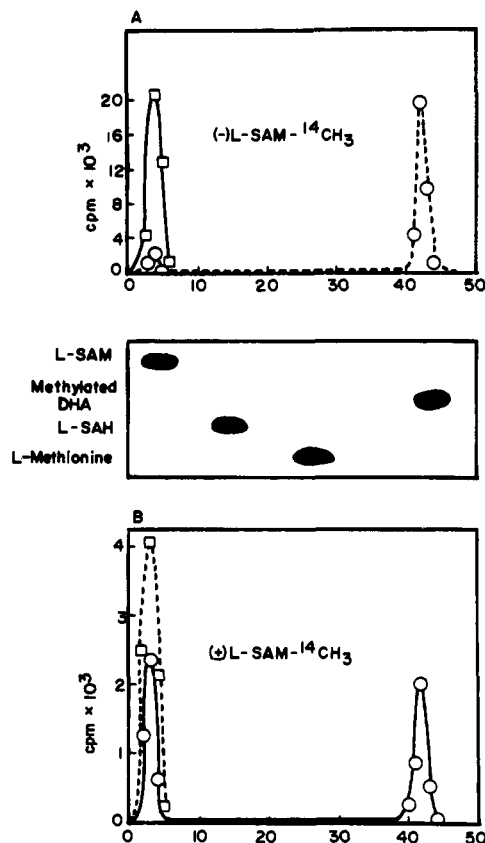 A
20
16
12
8
4
0
cpm × 10³
(-)L-SAM-¹⁴CH₃
0 10 20 30 40 50
L-SAM
Methylated
DHA
L-SAH
L-Methionine
B
4
3
2
1
0
cpm × 10³
(±)L-SAM-¹⁴CH₃
0 10 20 30 40 50